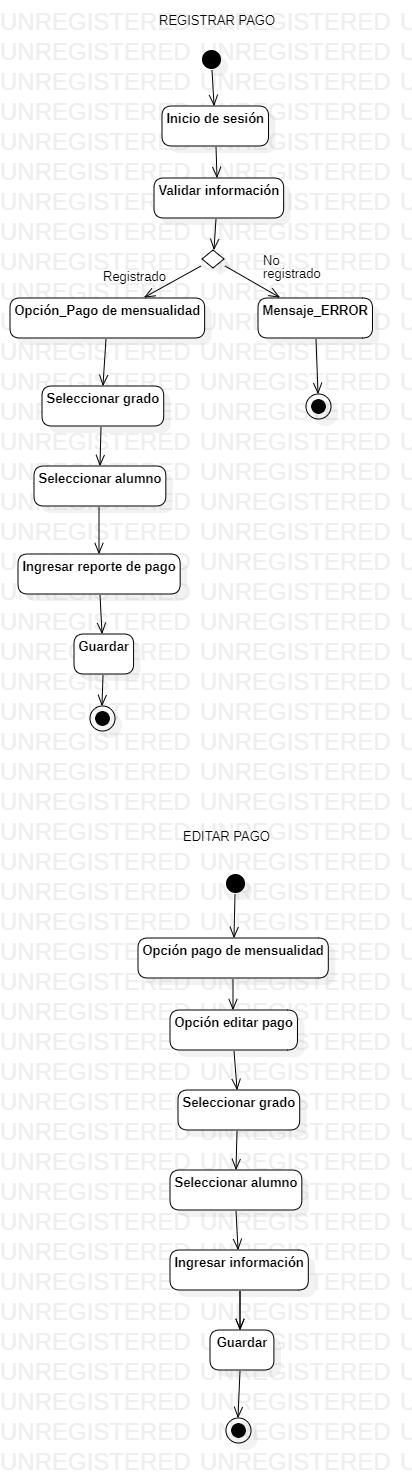 REGISTRAR PAGO
Inicio de sesión
Validar información
Registrado
No
registrado
Opción_Pago de mensualidad
Mensaje_ERROR
Seleccionar grado
Seleccionar alumno
Ingresar reporte de pago
Guardar
EDITAR PAGO
Opción pago de mensualidad
Opción editar pago
Seleccionar grado
Seleccionar alumno
Ingresar información
Guardar